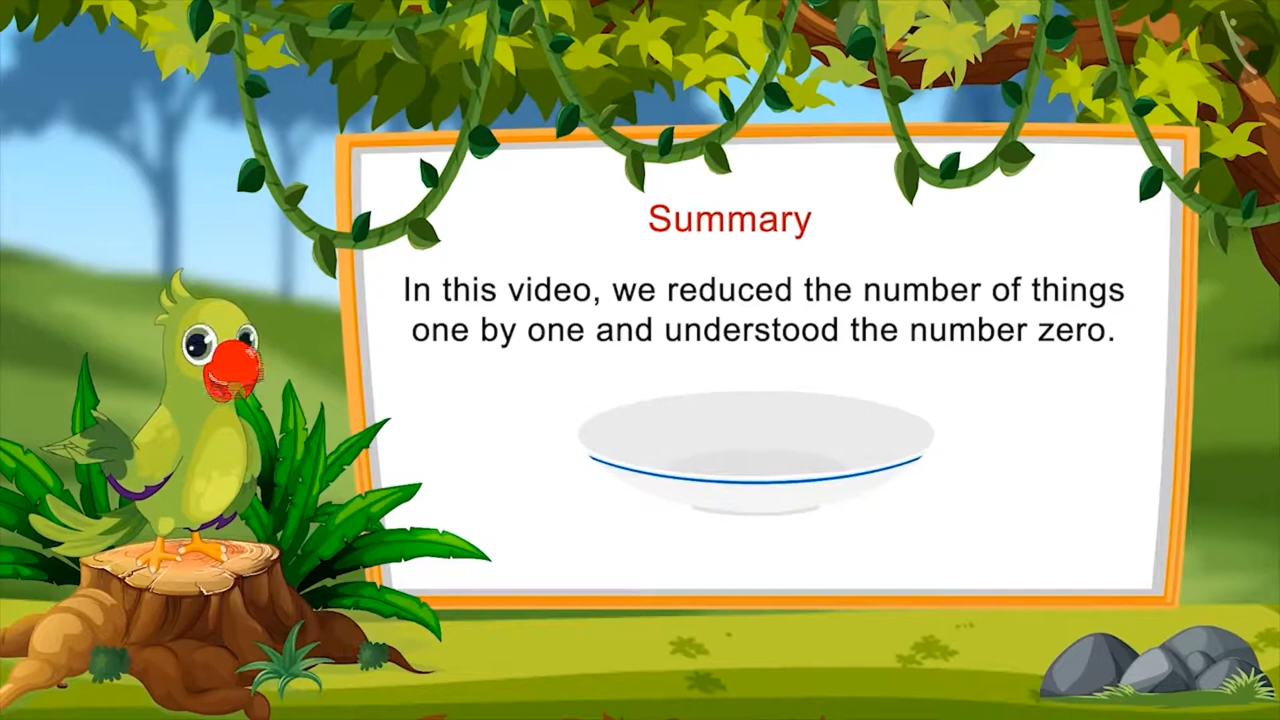 Summary
In this video, we reduced the number of things
one by one and understood the number zero.